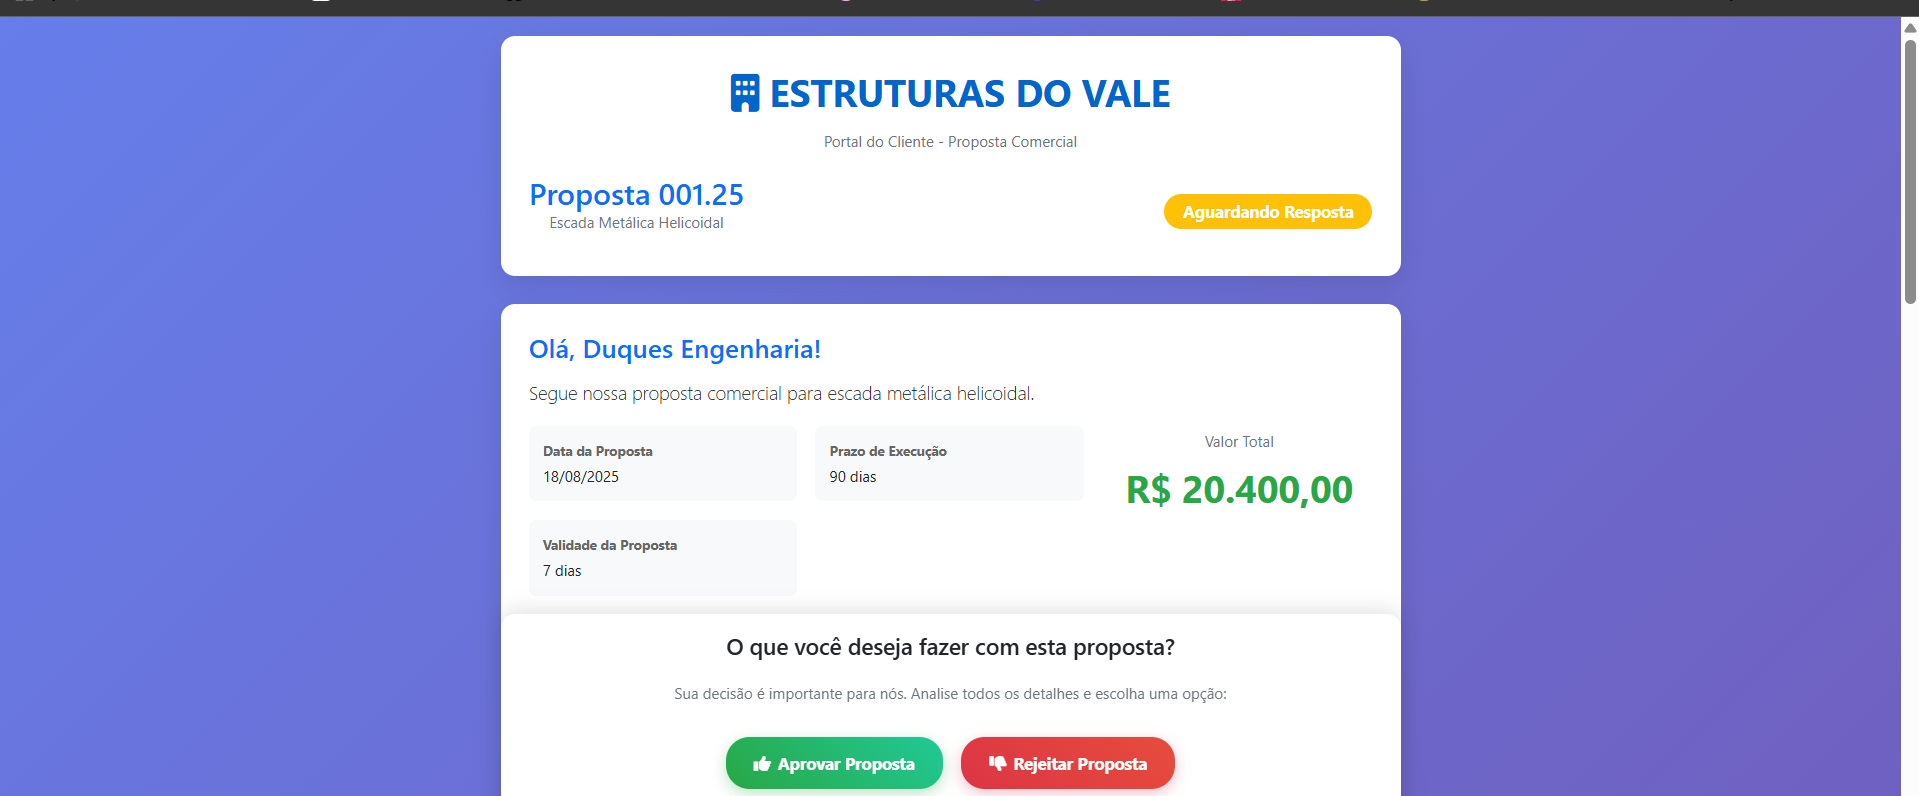 ESTRUTURAS DO VALE
Portal do Cliente - Proposta Comercial
Proposta 001.25
Escada Metálica Helicoidal
Aguardando Resposta
Olá, Duques Engenharia!
Segue nossa proposta comercial para escada metálica helicoidal.
Data da Proposta
18/08/2025
Prazo de Execução
90 dias
Valor Total
R$ 20.400,00
Validade da Proposta
7 dias
O que você deseja fazer com esta proposta?
Sua decisão é importante para nós. Analise todos os detalhes e escolha uma opção:
Aprovar Proposta
Rejeitar Proposta